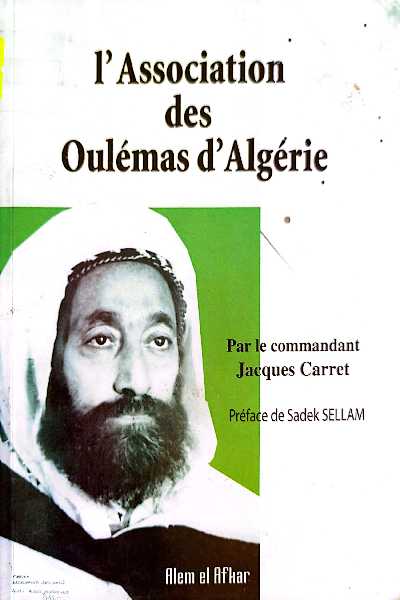 l'Association
des
Oulémas d'Algérie
Par le commandant
Jacques Carret
Préface de Sadek SELLAM
Alem el Afkar